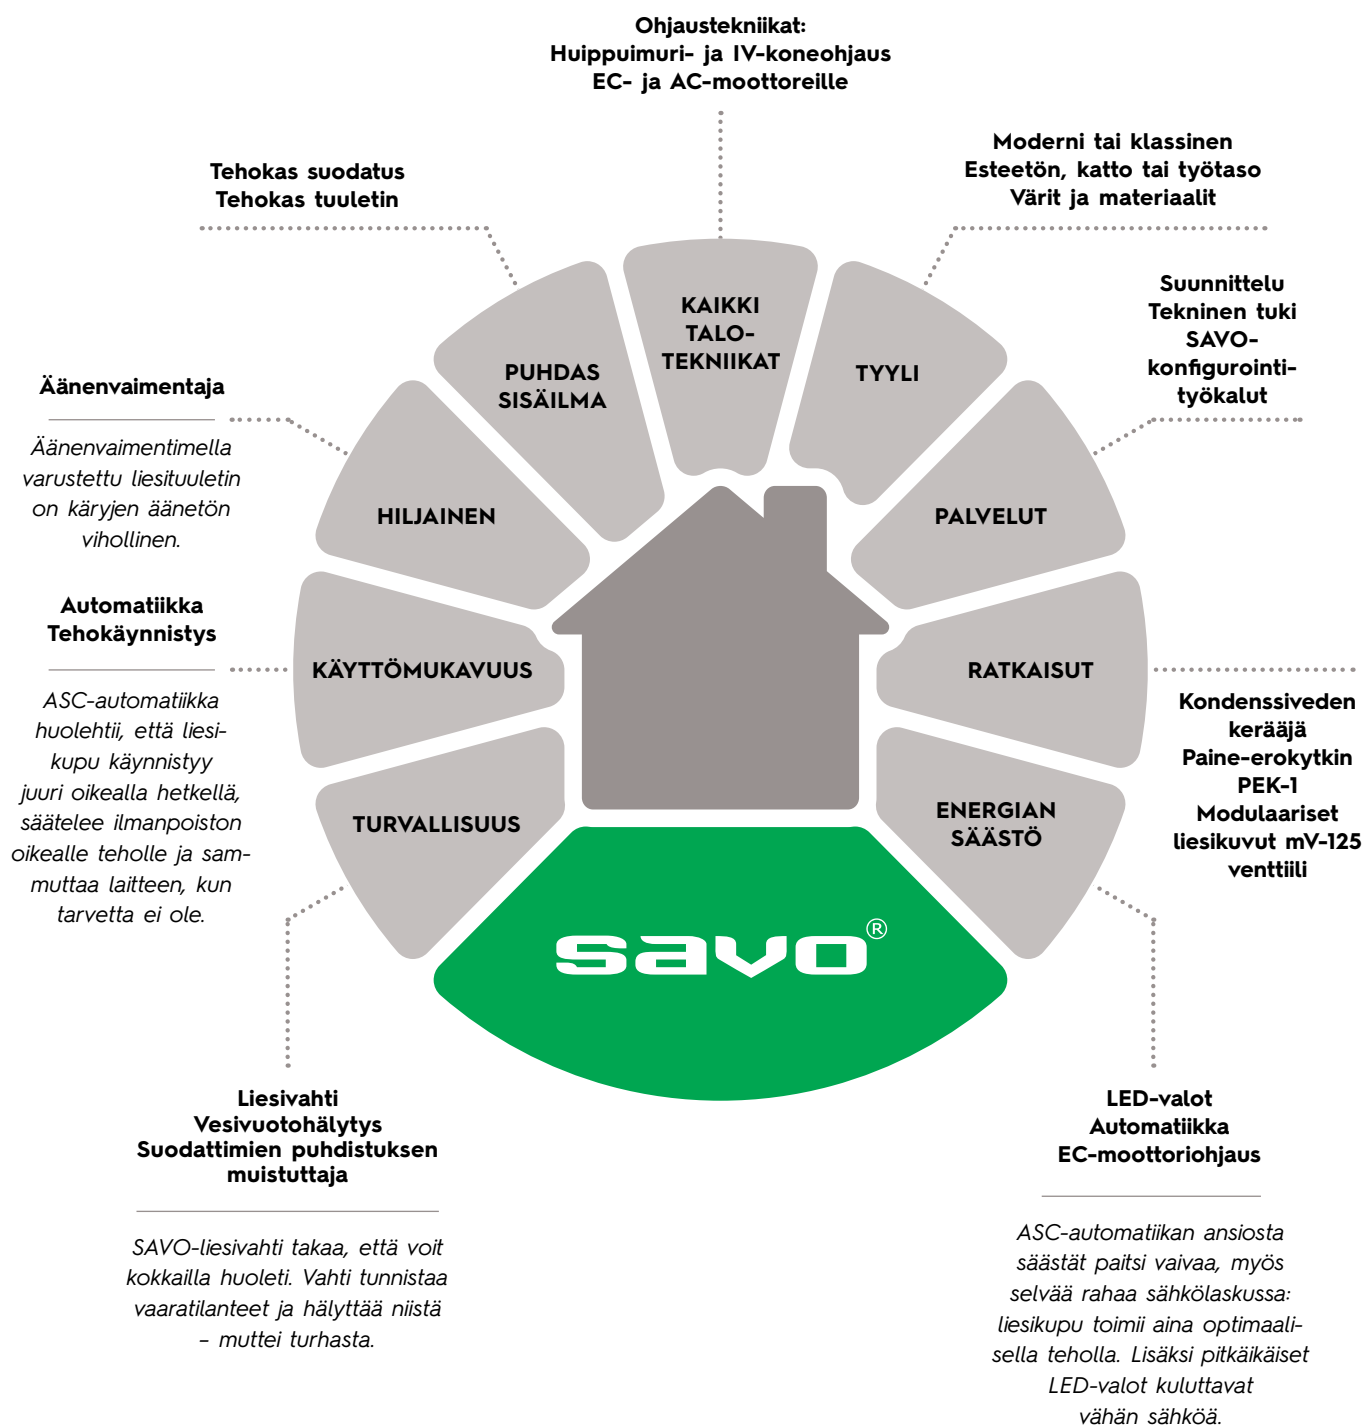 Ohjaustekniikat:
Huippuimuri- ja IV-koneohjaus
EC- ja AC-moottoreille
Tehokas suodatus
Tehokas tuuletin
Moderni tai klassinen
Esteetön, katto tai työtaso
Värit ja materiaalit
Suunnittelu
Tekninen tuki
SAVO-
konfigurointi-
työkalut
KAIKKI
TALO-
TEKNIIKAT
PUHDAS
SISÄILMA
TYYLI
Äänenvaimentaja
Äänenvaimentimella
varustettu liesituuletin
on käryjen äänetön
vihollinen.
HILJAINEN
PALVELUT
Automatiikka
Tehokäynnistys
ASC-automatiikka
huolehtii, että liesi-
kupu käynnistyy
juuri oikealla hetkellä,
säätelee ilmanpoiston
oikealle teholle ja sam-
muttaa laitteen, kun
tarvetta ei ole.
KÄYTTÖMUKAVUUS
RATKAISUT
Kondenssiveden
kerääjä
Paine-erokytkin
PEK-1
Modulaariset
liesikuvut mV-125
venttiili
TURVALLISUUS
ENERGIAN
SÄÄSTÖ
savo®
Liesivahti
Vesivuotohälytys
Suodattimien puhdistuksen
muistuttaja
SAVO-liesivahti takaa, että voit
kokkailla huoleti. Vahti tunnistaa
vaaratilanteet ja hälyttää niistä
– muttei turhasta.
LED-valot
Automatiikka
EC-moottoriohjaus
ASC-automatiikan ansiosta
säästät paitsi vaivaa, myös
selvää rahaa sähkölaskussa:
liesikupu toimii aina optimaali-
sella teholla. Lisäksi pitkäikäiset
LED-valot kuluttavat
vähän sähköä.